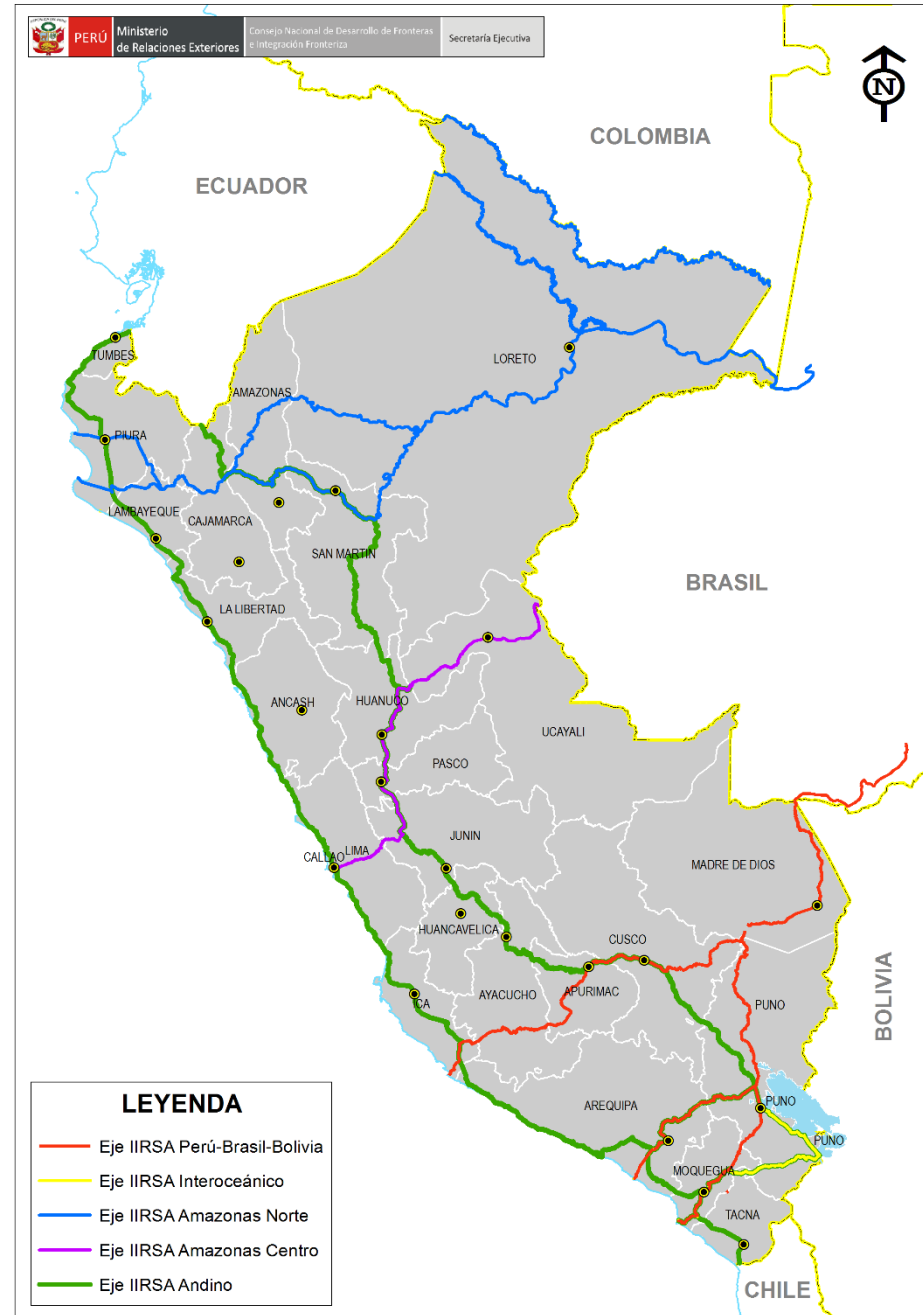 PERÚ
Ministerio
de Relaciones Exteriores
Consejo Nacional de Desarrollo de Fronteras
e Integración Fronteriza
Secretaría Ejecutiva
N
COLOMBIA
ECUADOR
TUMBES
LORETO
AMAZONAS
PIURA
LAMBAYEQUE
CAJAMARCA
SAN MARTIN
BRASIL
LA LIBERTAD
ANCASH
HUANUCO
UCAYALI
PASCO
JUNIN
LIMA
CALLAO
MADRE DE DIOS
HUANCAVELICA
CUSCO
AYACUCHO
APURIMAC
ICA
PUNO
BOLIVIA
AREQUIPA
PUNO
PUNO
MOQUEGUA
TACNA
CHILE
LEYENDA
Eje IIRSA Perú-Brasil-Bolivia
Eje IIRSA Interoceánico
Eje IIRSA Amazonas Norte
Eje IIRSA Amazonas Centro
Eje IIRSA Andino